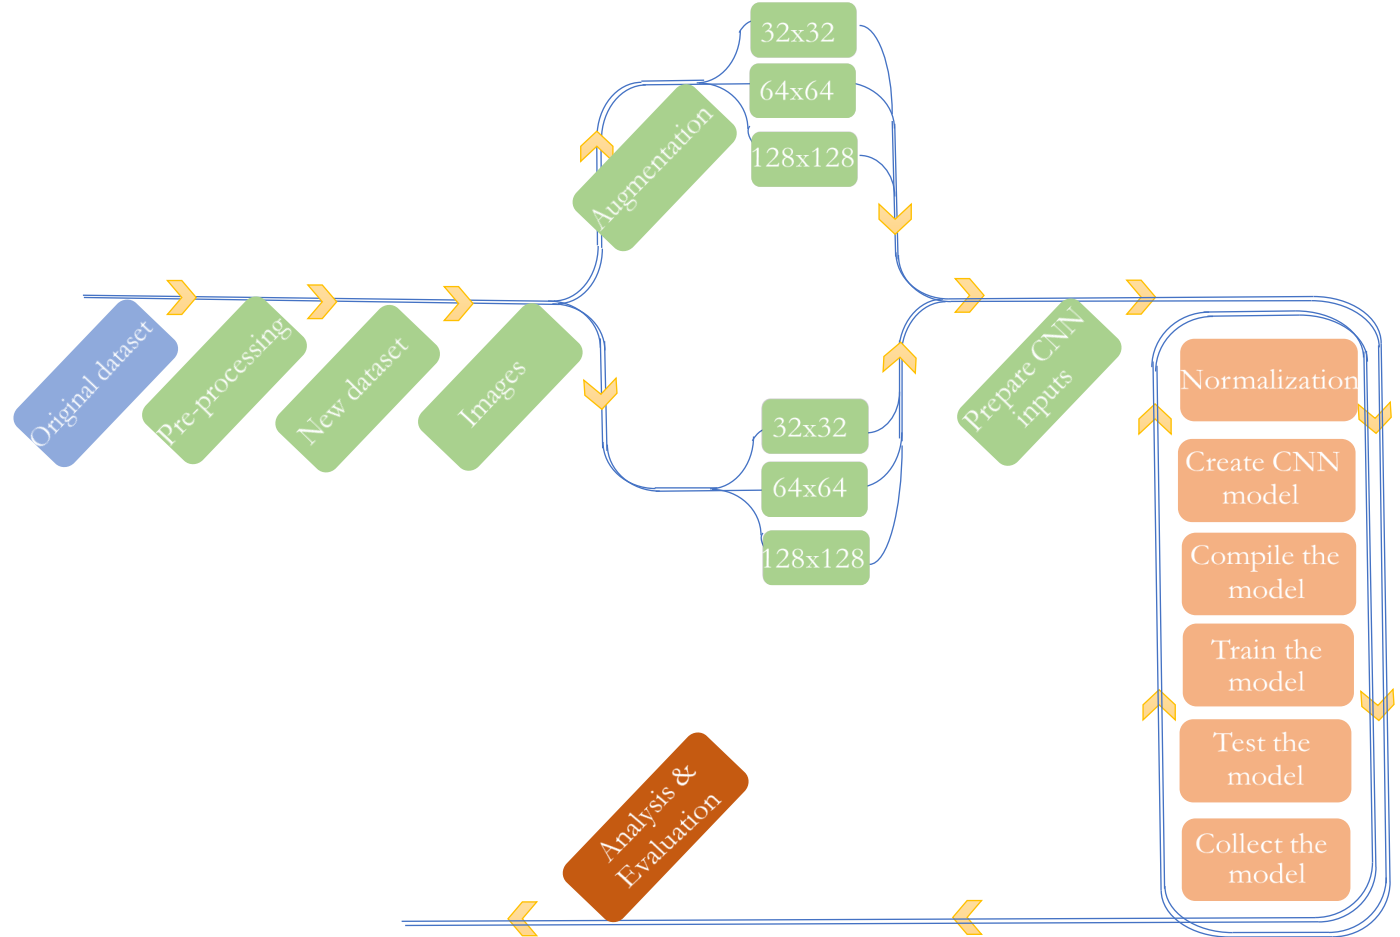 Original dataset
Pre-processing
New dataset
Images
Augmentation
32x32
64x64
128x128
32x32
64x64
128x128
Prepare CNN
inputs
Normalization
Create CNN
model
Compile the
model
Train the
model
Test the
model
Collect the
model
Analysis &
Evaluation